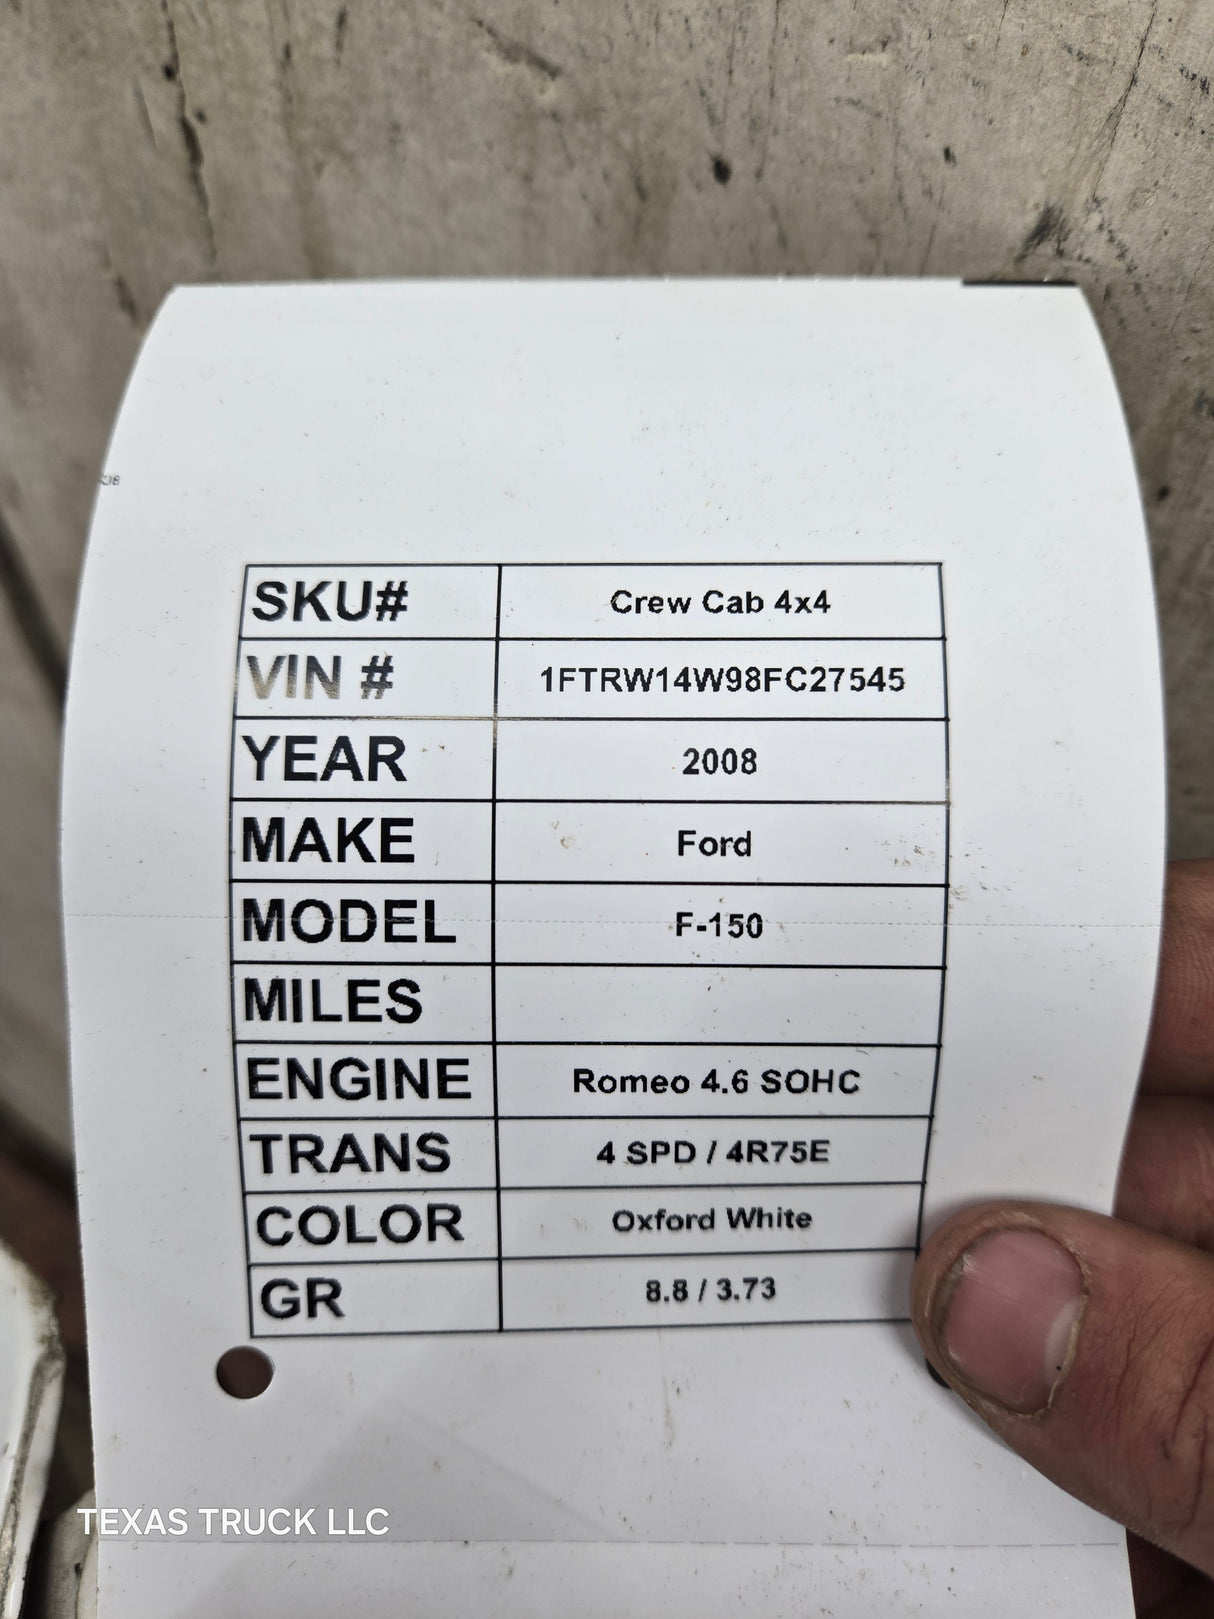 SKU# Crew Cab 4x4
VIN # 1FTRW14W98FC27545
YEAR 2008
MAKE Ford
MODEL F-150
MILES
ENGINE Romeo 4.6 SOHC
TRANS 4 SPD / 4R75E
COLOR Oxford White
GR 8.8 / 3.73
TEXAS TRUCK LLC